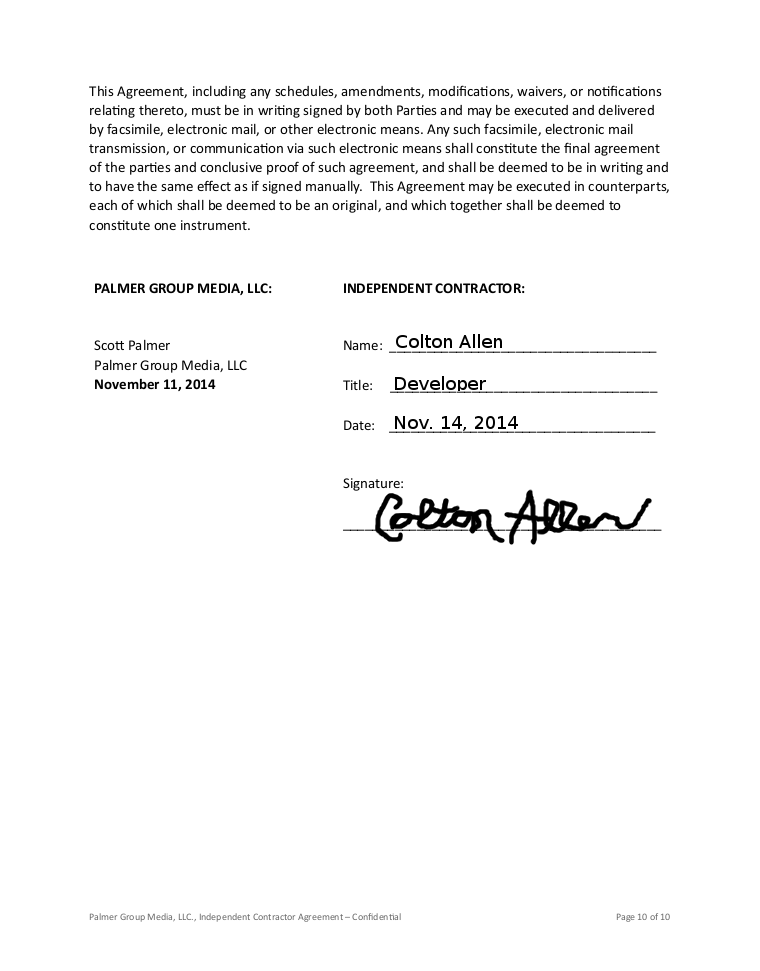 This Agreement, including any schedules, amendments, modifications, waivers, or notifications
relating thereto, must be in writing signed by both Parties and may be executed and delivered
by facsimile, electronic mail, or other electronic means. Any such facsimile, electronic mail
transmission, or communication via such electronic means shall constitute the final agreement
of the parties and conclusive proof of such agreement, and shall be deemed to be in writing and
to have the same effect as if signed manually.  This Agreement may be executed in counterparts,
each of which shall be deemed to be an original, and which together shall be deemed to
constitute one instrument.
PALMER GROUP MEDIA, LLC:
Scott Palmer
Palmer Group Media, LLC
November 11, 2014
INDEPENDENT CONTRACTOR:
Name: Colton Allen
Title: Developer
Date: Nov. 14, 2014
Signature:
Colton Allen
Palmer Group Media, LLC., Independent Contractor Agreement – Confidential
Page 10 of 10